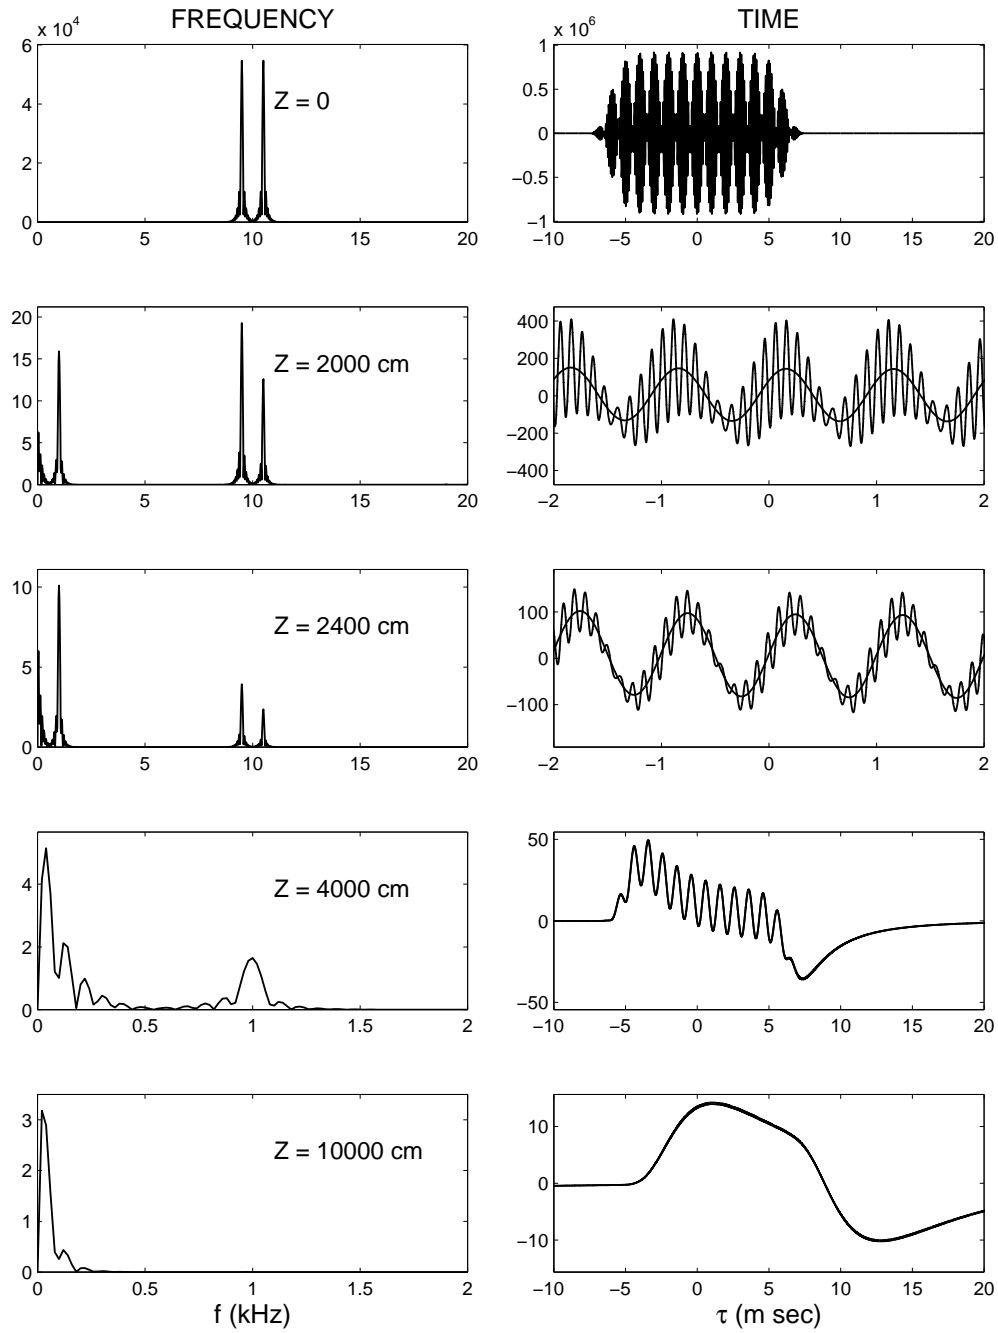 FREQUENCY
x 10^4
6
4
2
0
0 5 10 15 20
Z = 0
TIME
x 10^6
1
0.5
0
−0.5
−1
−10 −5 0 5 10 15 20
20
15
10
5
0
0 5 10 15 20
Z = 2000 cm
400
200
0
−200
−400
−2 −1 0 1 2
10
5
0
0 5 10 15 20
Z = 2400 cm
100
0
−100
−2 −1 0 1 2
4
2
0
0 0.5 1 1.5 2
Z = 4000 cm
50
0
−50
−10 −5 0 5 10 15 20
3
2
1
0
0 0.5 1 1.5 2
Z = 10000 cm
f (kHz)
10
0
−10
−10 −5 0 5 10 15 20
τ (m sec)